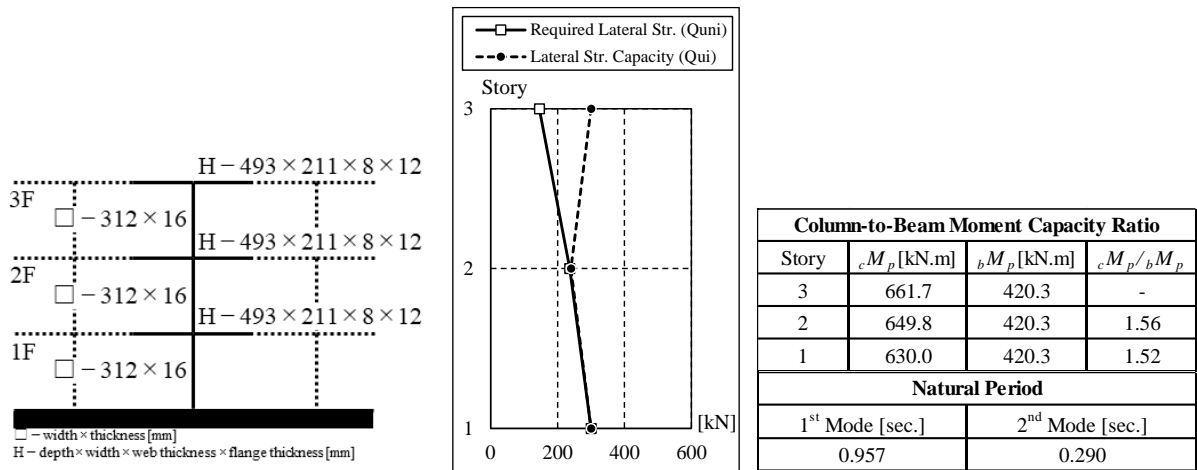 H－493×211×8×12
3F
□－312×16
H－493×211×8×12
2F
□－312×16
H－493×211×8×12
1F
□－312×16
□－width×thickness[mm]
H－depth×width×web thickness×flange thickness[mm]
Required Lateral Str. (Quni)
Lateral Str. Capacity (Qui)
Story
3
0 200 400 600
2
1
[kN]
Column-to-Beam Moment Capacity Ratio
Story cMp[kN.m] bMp[kN.m] cMp/bMp
3 661.7 420.3 -
2 649.8 420.3 1.56
1 630.0 420.3 1.52
Natural Period
1st Mode [sec.] 2nd Mode [sec.]
0.957 0.290